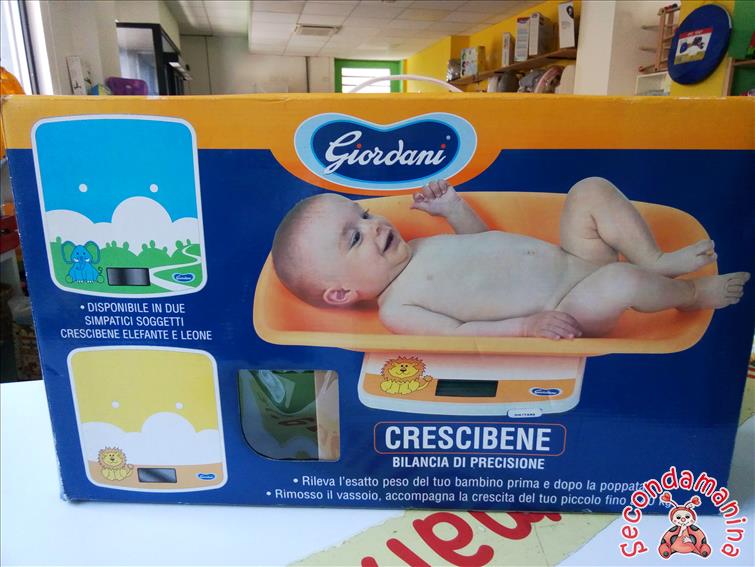 Giordani
• DISPONIBILE IN DUE
SIMPATICI SOGGETTI
CRESCIBENE ELEFANTE E LEONE
CRESCIBENE
BILANCIA DI PRECISIONE
• Rileva l'esatto peso del tuo bambino prima e dopo la poppata
• Rimosso il vassoio, accompagna la crescita del tuo piccolo fino
Secondamanina